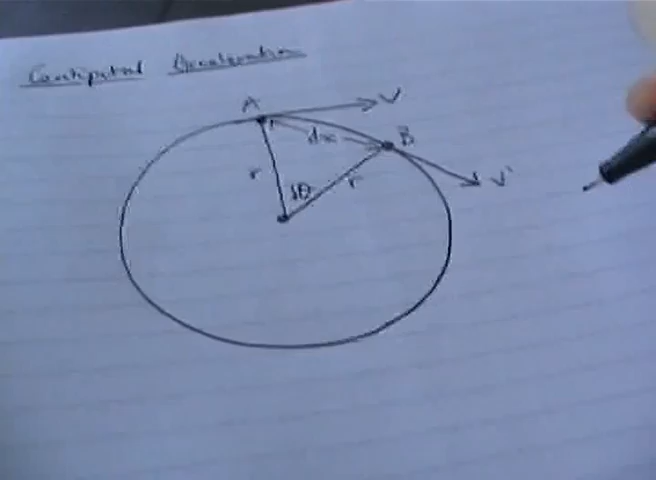 Centripetal Acceleration
A
V
dx
B
r
dθ
r
V'